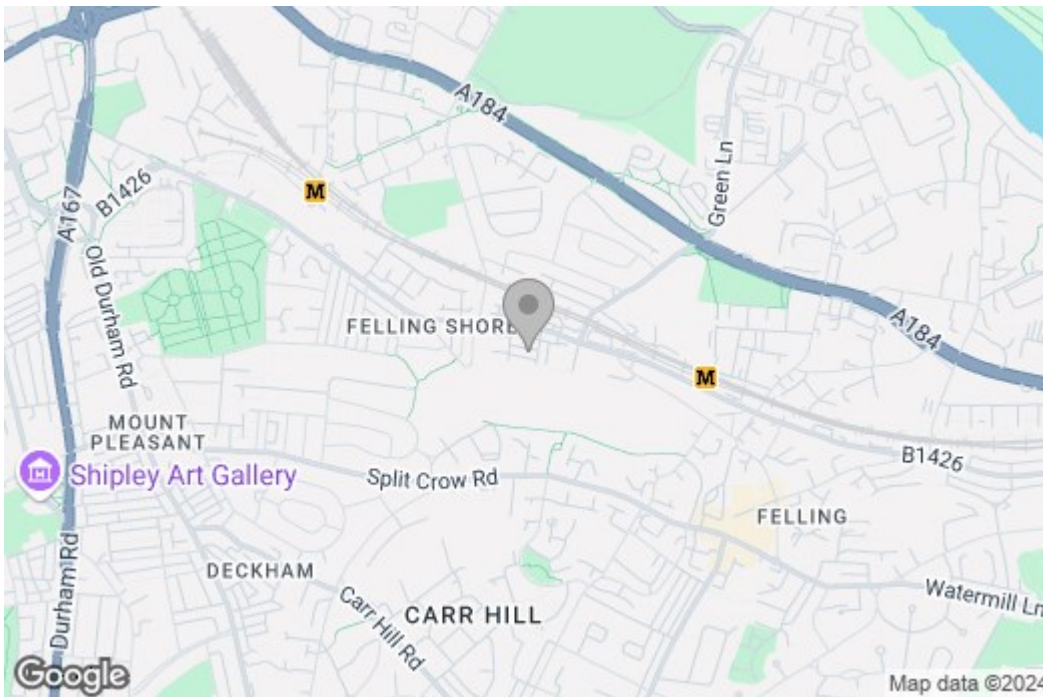 A184
M
Green Ln
B1426
A167
Old Durham Rd
FELLING SHORE
A184
M
MOUNT
PLEASANT
Shipley Art Gallery
Split Crow Rd
B1426
FELLING
Durham Rd
DECKHAM
Carr Hill Rd
CARR HILL
Watermill Ln
Google
Map data ©2024